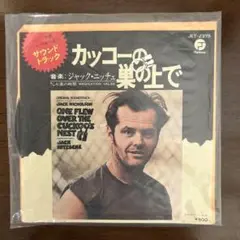 サウンド
トラック
カッコーの
巣の上で
音楽:ジャック・ニッチェ
ORIGINAL SOUNDTRACK
JACK NICHOLSON
ONE FLEW
OVER THE
CUCKOO'S
NEST
JACK
NITZSCHE
¥600